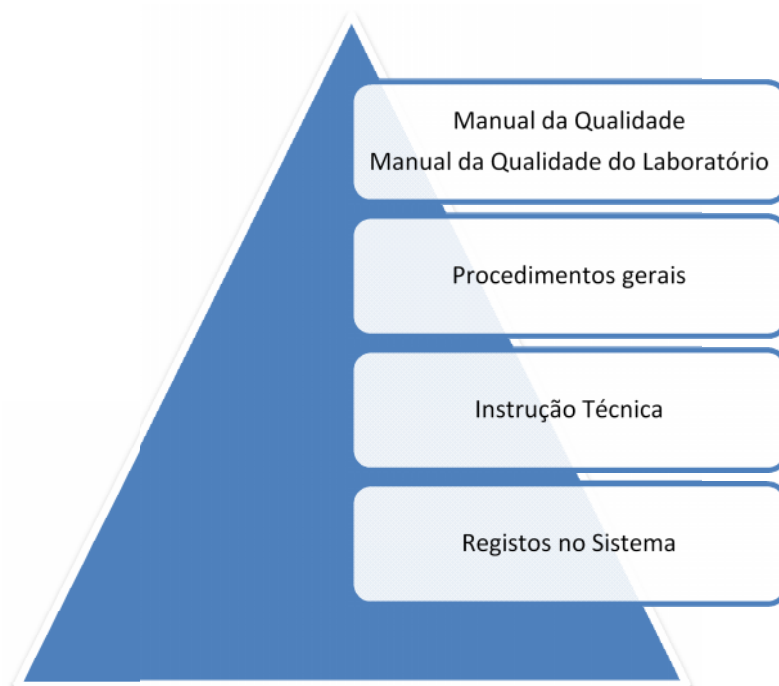 Manual da Qualidade
Manual da Qualidade do Laboratório
Procedimentos gerais
Instrução Técnica
Registos no Sistema